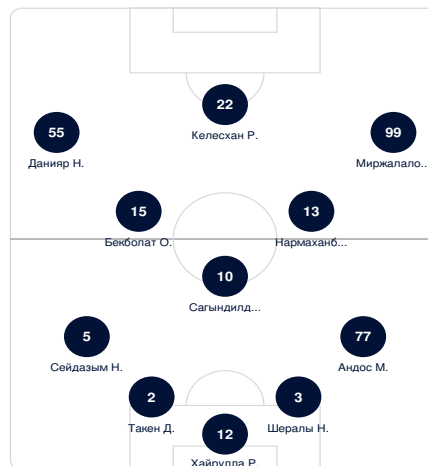 22
Келесхан Р.
55
Данияр Н.
99
Миржалало..
15
Бекболат О.
13
Нармаханб...
10
Сагындилд...
5
Сейдазым Н.
77
Андос М.
2
Такен Д.
3
Шералы Н.
12
Хайрулла Р.